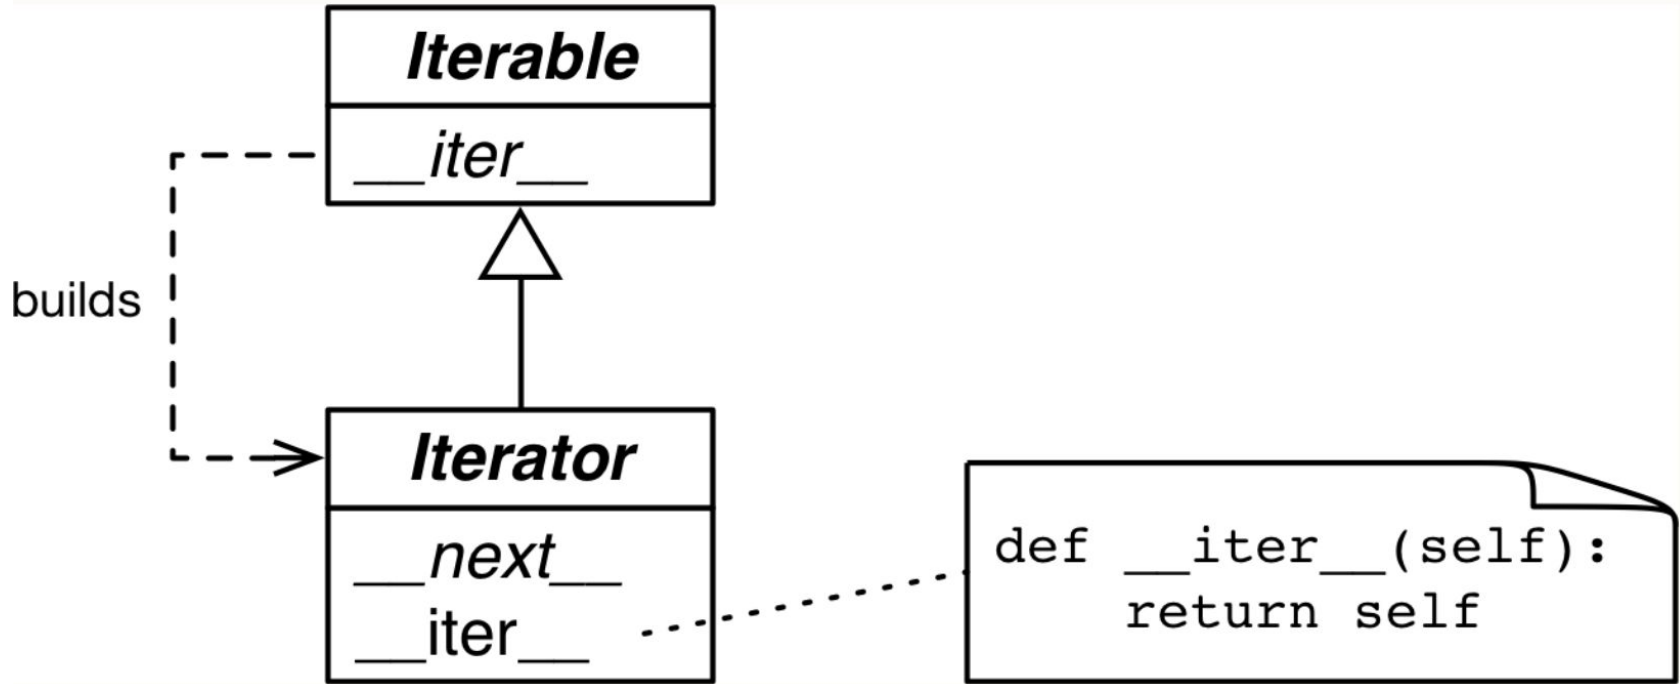 Iterable
__iter__
builds
Iterator
__next__
__iter__
def __iter__(self):
    return self